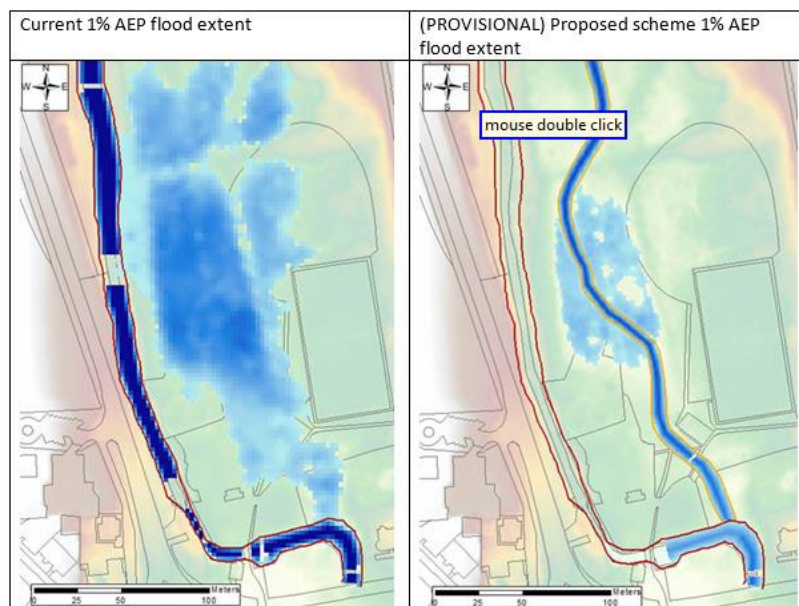 Current 1% AEP flood extent
(PROVISIONAL) Proposed scheme 1% AEP
flood extent
N
W E
S
N
W E
S
mouse double click
Meters
0 25 50 100
Meters
0 25 50 100